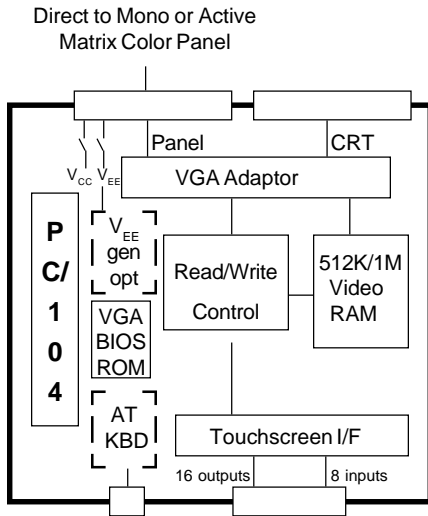 Direct to Mono or Active
Matrix Color Panel
Panel
CRT
VCC VEE
VGA Adaptor
P
C/
1
0
4
VEE
gen
opt
Read/Write
Control
512K/1M
Video
RAM
VGA
BIOS
ROM
AT
KBD
Touchscreen I/F
16 outputs
8 inputs